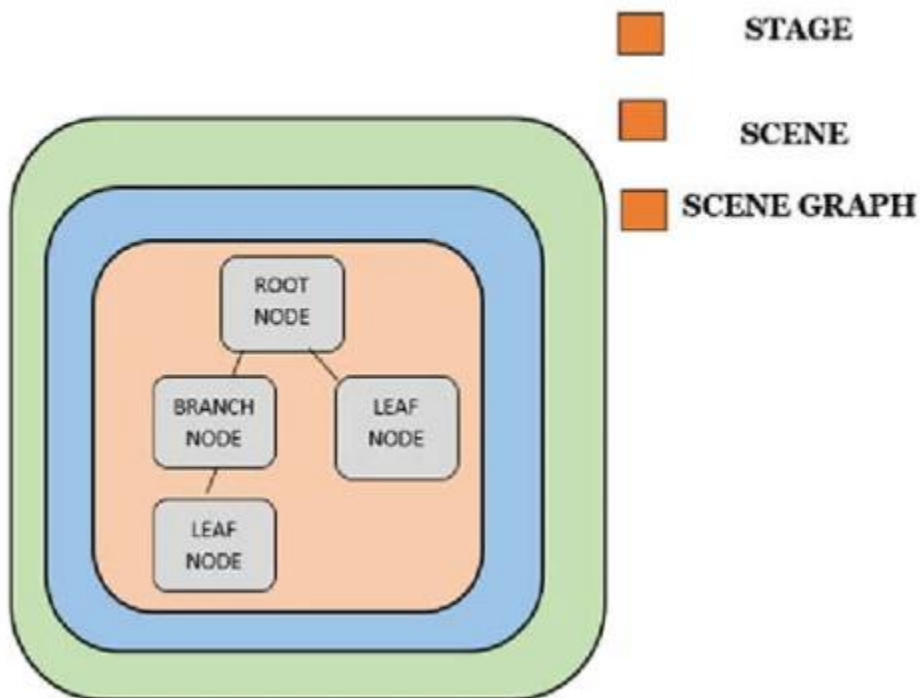 STAGE
SCENE
SCENE GRAPH
ROOT
NODE
BRANCH
NODE
LEAF
NODE
LEAF
NODE